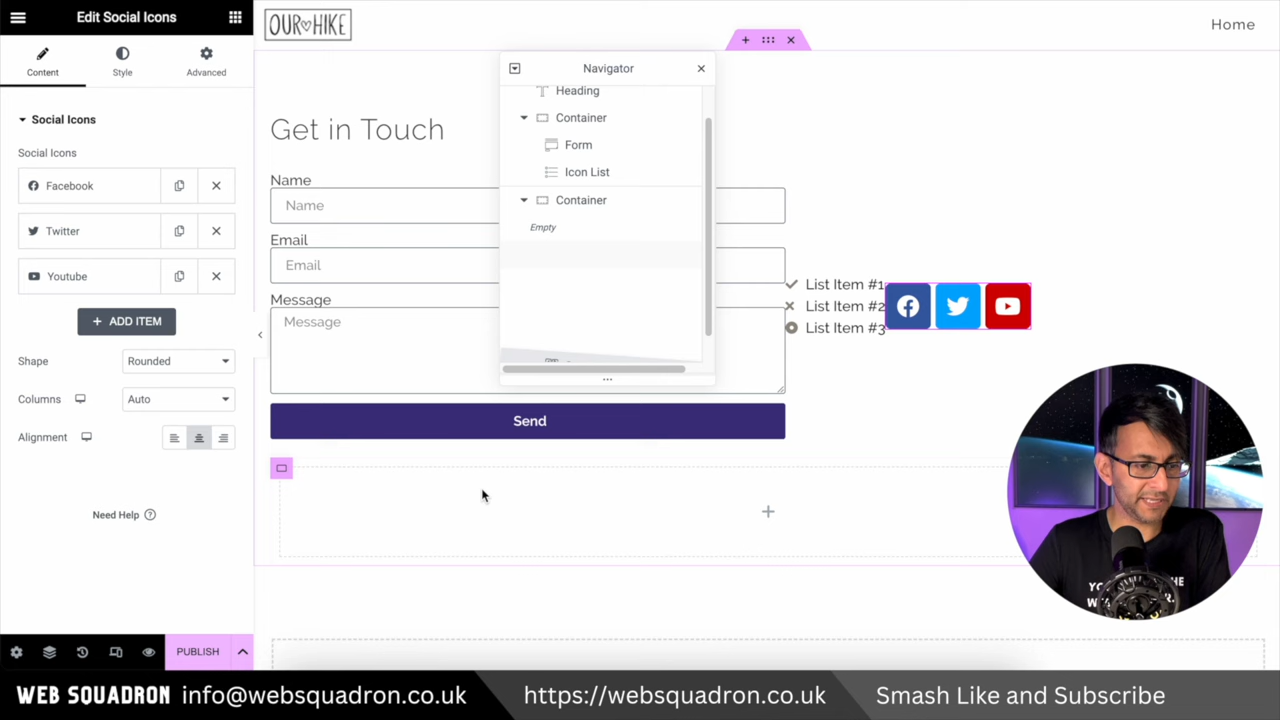 Edit Social Icons
Content
Style
Advanced
Social Icons
Social Icons
Facebook
Twitter
Youtube
ADD ITEM
Shape
Rounded
Columns
Auto
Alignment
Need Help
PUBLISH
OUR HIKE
Home
Navigator
Heading
Container
Form
Icon List
Container
Empty
Get in Touch
Name
Name
Email
Email
Message
Message
Send
List Item #1
List Item #2
List Item #3
WEB SQUADRON info@websquadron.co.uk https://websquadron.co.uk Smash Like and Subscribe